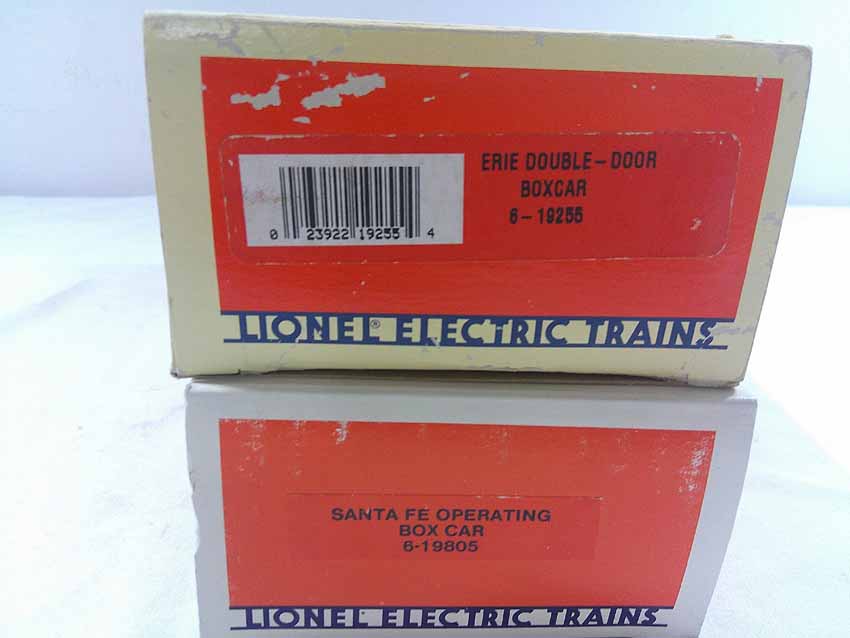 ERIE DOUBLE-DOOR
BOXCAR
6-19255
0 23922 19255 4
LIONEL® ELECTRIC TRAINS
SANTA FE OPERATING
BOX CAR
6-19805
LIONEL ELECTRIC TRAINS